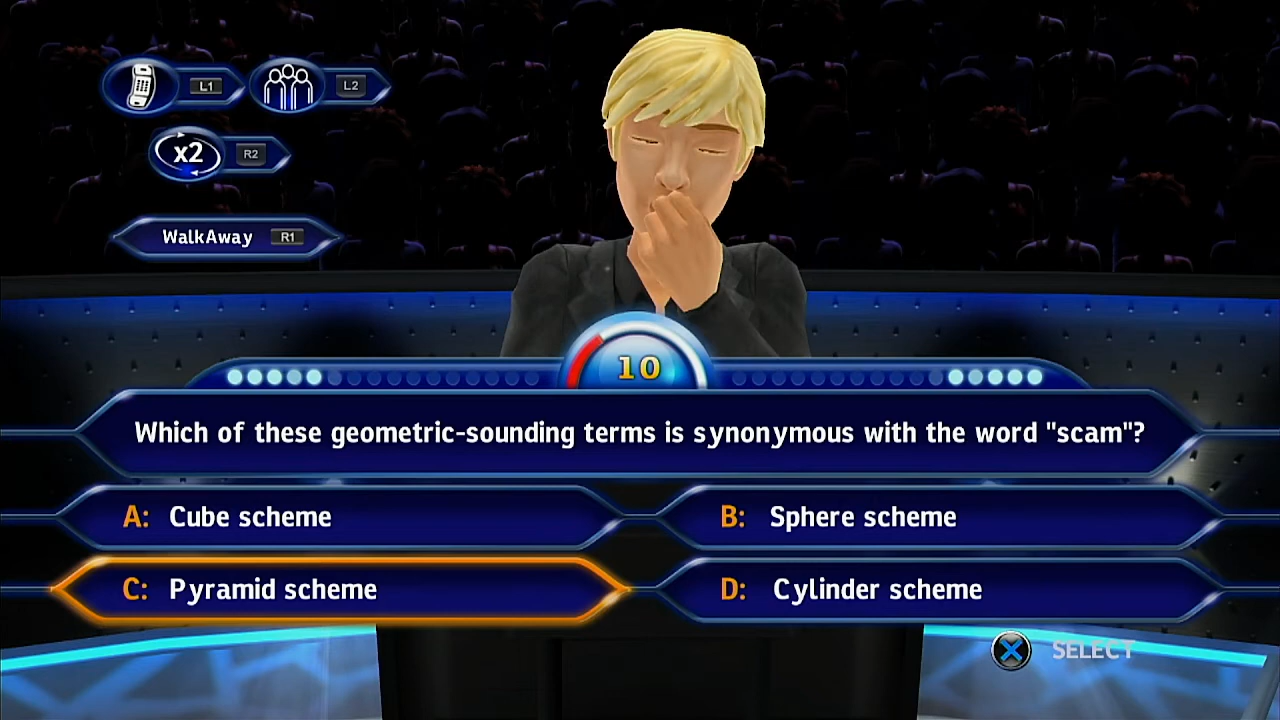 L1
L2
x2
R2
WalkAway R1
10
Which of these geometric-sounding terms is synonymous with the word "scam"?
A: Cube scheme
B: Sphere scheme
C: Pyramid scheme
D: Cylinder scheme
SELECT